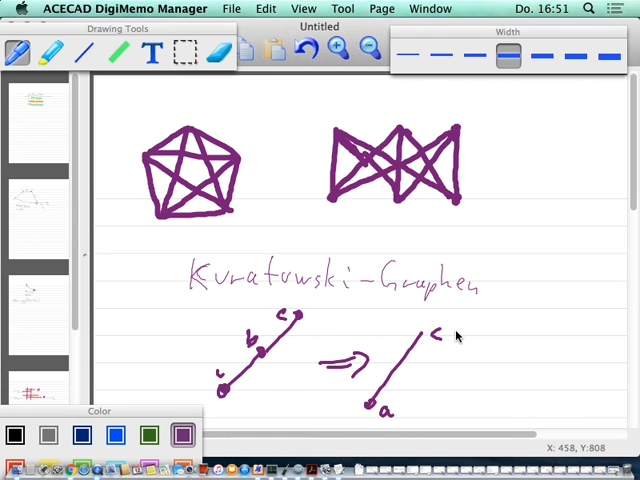 ACECAD DigiMemo Manager File Edit View Tool Page Window Do. 16:51
Untitled
Drawing Tools
Width
T
Kuratowski-Graphen
c
b
⇒ c
a
Color
X: 458, Y:808